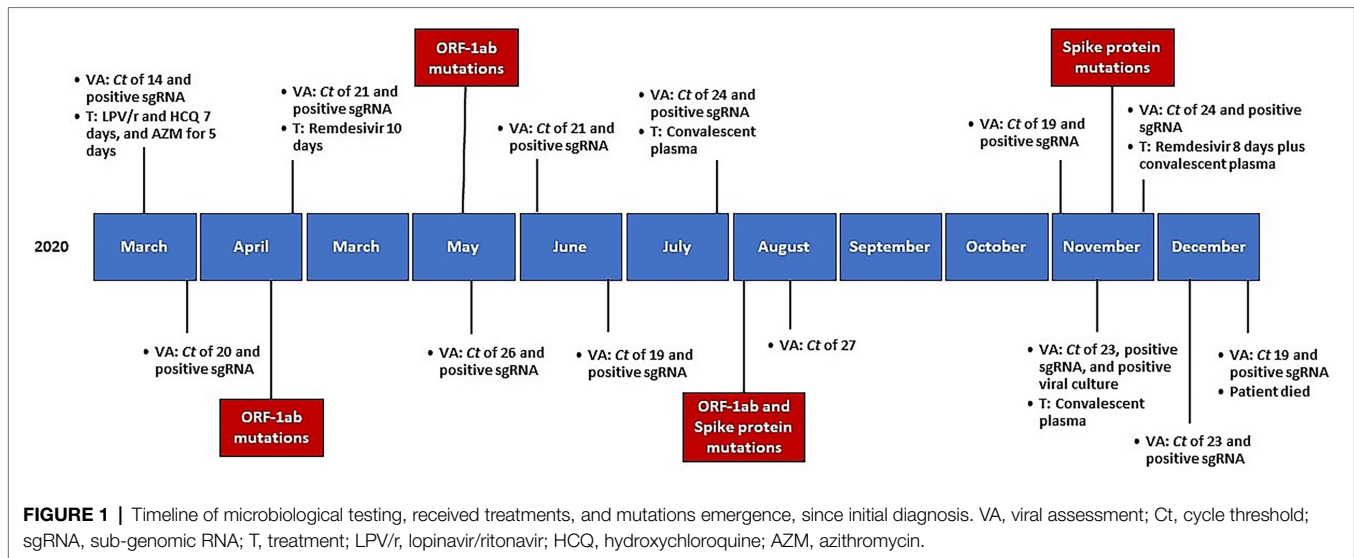 ORF-1ab
mutations
Spike protein
mutations
• VA: Ct of 14 and
positive sgRNA
• T: LPV/r and HCQ 7
days, and AZM for 5
days
• VA: Ct of 21 and
positive sgRNA
• T: Remdesivir 10
days
• VA: Ct of 21 and
positive sgRNA
• VA: Ct of 24 and
positive sgRNA
• T: Convalescent
plasma
• VA: Ct of 19 and
positive sgRNA
• VA: Ct of 24 and positive
sgRNA
• T: Remdesivir 8 days plus
convalescent plasma
2020 March April March May June July August September October November December
• VA: Ct of 20 and
positive sgRNA
ORF-1ab
mutations
• VA: Ct of 26 and
positive sgRNA
• VA: Ct of 19 and
positive sgRNA
ORF-1ab and
Spike protein
mutations
• VA: Ct of 27
• VA: Ct of 23, positive
sgRNA, and positive
viral culture
• T: Convalescent
plasma
• VA: Ct of 23 and
positive sgRNA
• VA: Ct 19 and
positive sgRNA
• Patient died
FIGURE 1 | Timeline of microbiological testing, received treatments, and mutations emergence, since initial diagnosis. VA, viral assessment; Ct, cycle threshold;
sgRNA, sub-genomic RNA; T, treatment; LPV/r, lopinavir/ritonavir; HCQ, hydroxychloroquine; AZM, azithromycin.